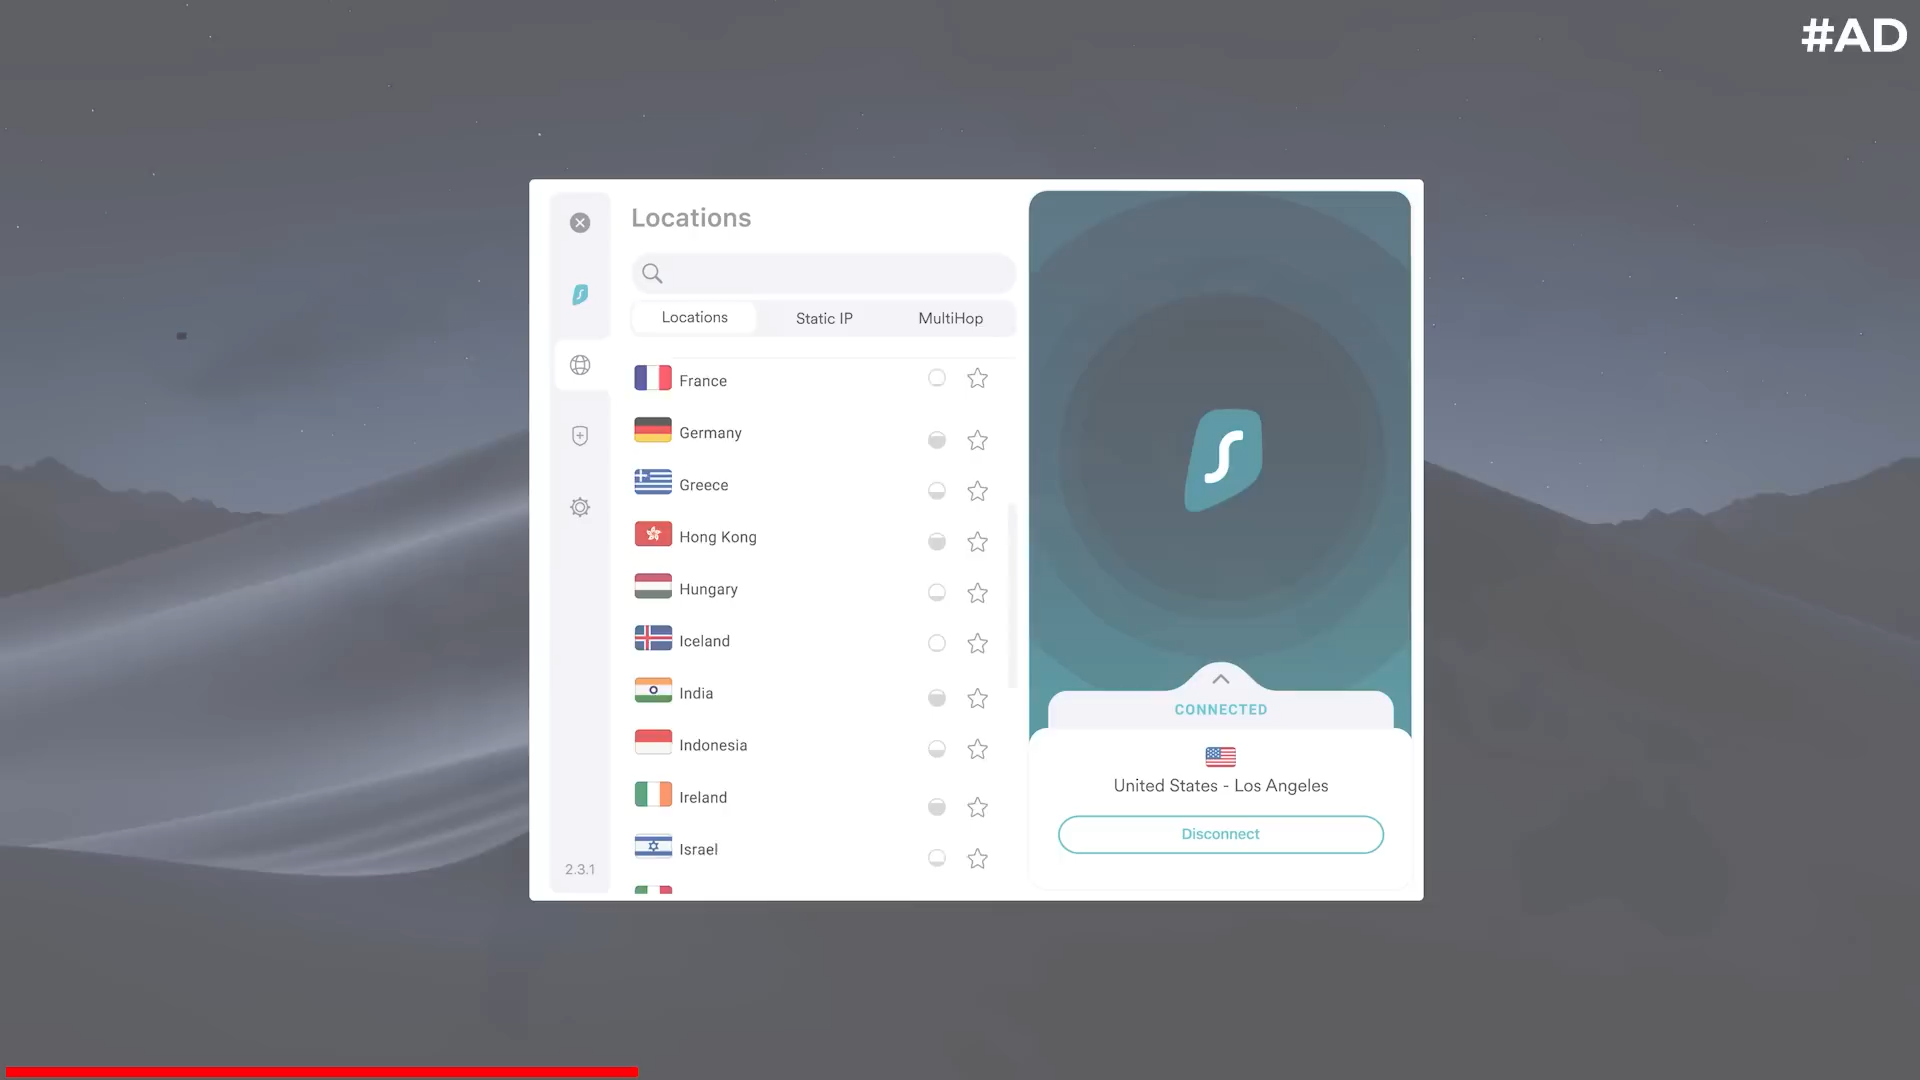 #AD
Locations
Locations Static IP MultiHop
France
Germany
Greece
Hong Kong
Hungary
Iceland
India
Indonesia
Ireland
Israel
2.3.1
S
CONNECTED
United States - Los Angeles
Disconnect